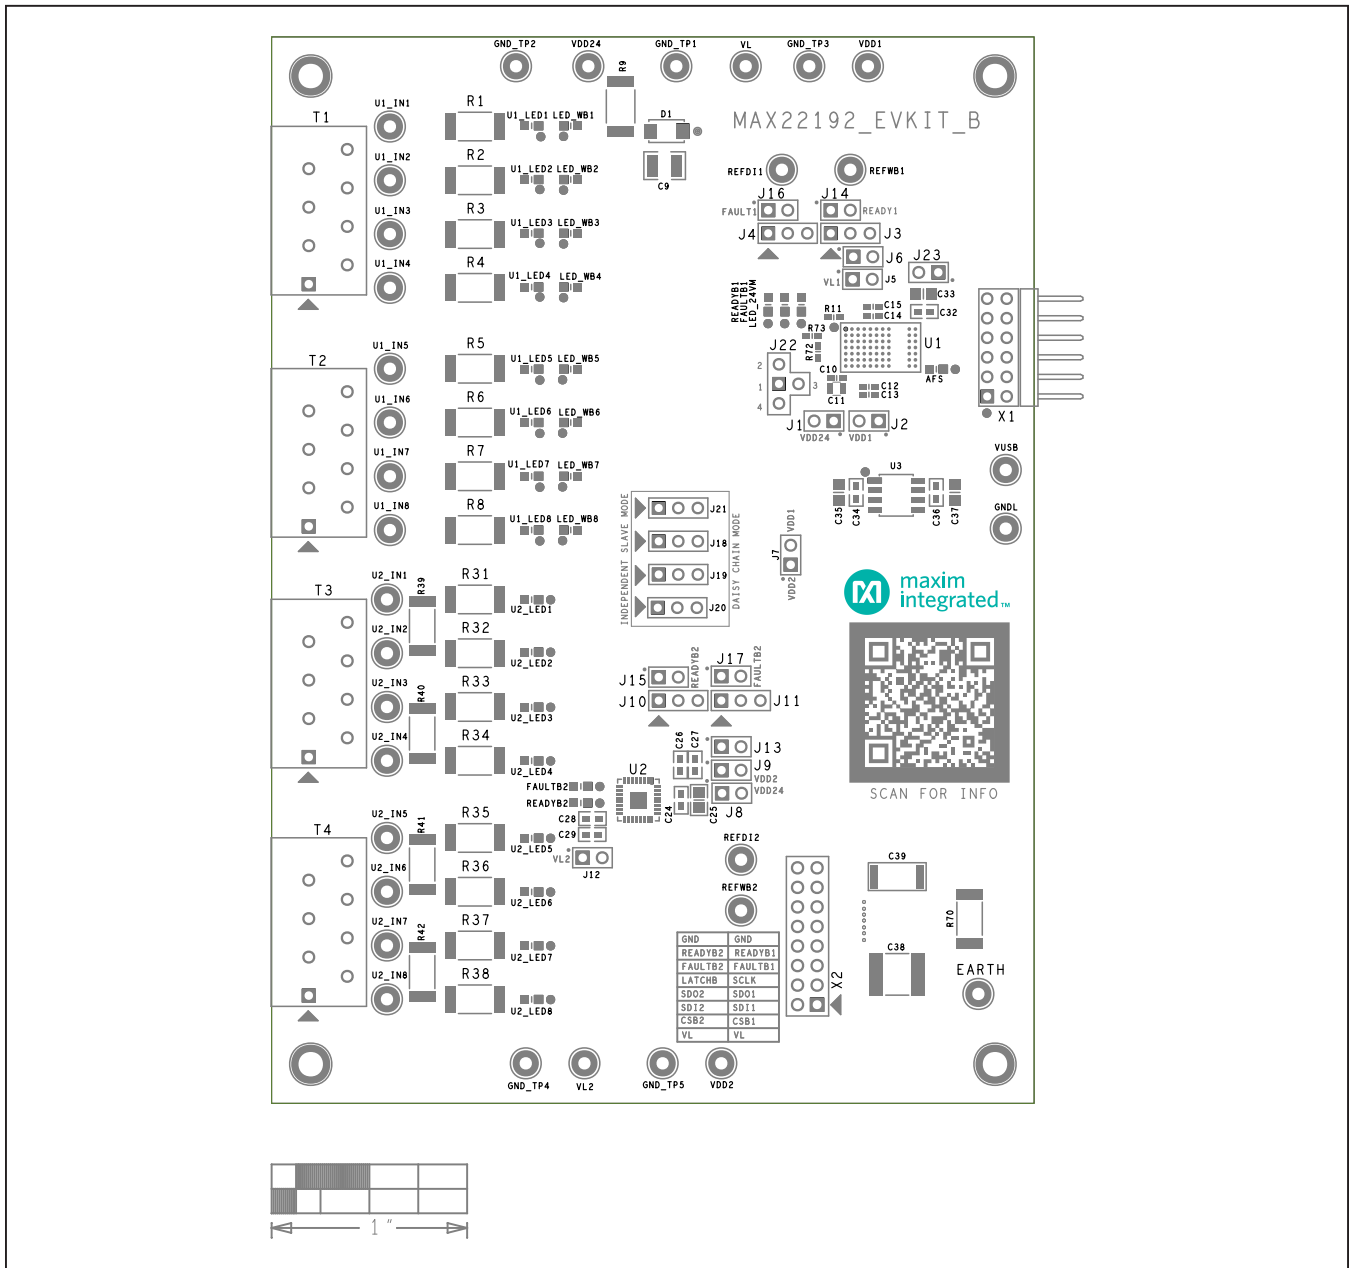 GND_TP2 VDD24 GND_TP1 VL GND_TP3 VDD1
R9
D1
C9
MAX22192_EVKIT_B
T1
U1_IN1 R1 U1_LED1 LED_WB1
U1_IN2 R2 U1_LED2 LED_WB2
U1_IN3 R3 U1_LED3 LED_WB3
U1_IN4 R4 U1_LED4 LED_WB4
REFDI1 REFWB1
J16 J14
FAULT1 READY1
J4 J3
J6 J23
VL1 J5
READYB1
FAULTB1
LED_24VM
C33
C15
C14 C32
R11
R73
R72
U1
J22
2
1 3
4
C10
C11
C12
C13
AFS
X1
J1 J2
VDD24 VDD1
T2
U1_IN5 R5 U1_LED5 LED_WB5
U1_IN6 R6 U1_LED6 LED_WB6
U1_IN7 R7 U1_LED7 LED_WB7
U1_IN8 R8 U1_LED8 LED_WB8
VUSB
U3
C35 C34 C36 C37
GNDL
INDEPENDENT SLAVE MODE
J21
J18
J19
J20
DAISY CHAIN MODE
VDD1
J7
VDD2
maxim
integrated™
SCAN FOR INFO
T3
U2_IN1 R39 R31 U2_LED1
U2_IN2 R32 U2_LED2
U2_IN3 R40 R33 U2_LED3
U2_IN4 R34 U2_LED4
J15 READYB2 J17 FAULTB2
J10 J11
C26 C27
J13
J9
VDD2
VDD24
J8
U2
C24 C25
FAULTB2
READYB2
C28
C29
VL2
J12
T4
U2_IN5 R41 R35 U2_LED5
U2_IN6 R36 U2_LED6
U2_IN7 R42 R37 U2_LED7
U2_IN8 R38 U2_LED8
REFDI2
REFWB2
GND GND
READYB2 READYB1
FAULTB2 FAULTB1
LATCHB SCLK
SDO2 SDO1
SDI2 SDI1
CSB2 CSB1
VL VL
X2
C39
R70
C38
EARTH
GND_TP4 VL2 GND_TP5 VDD2
1"